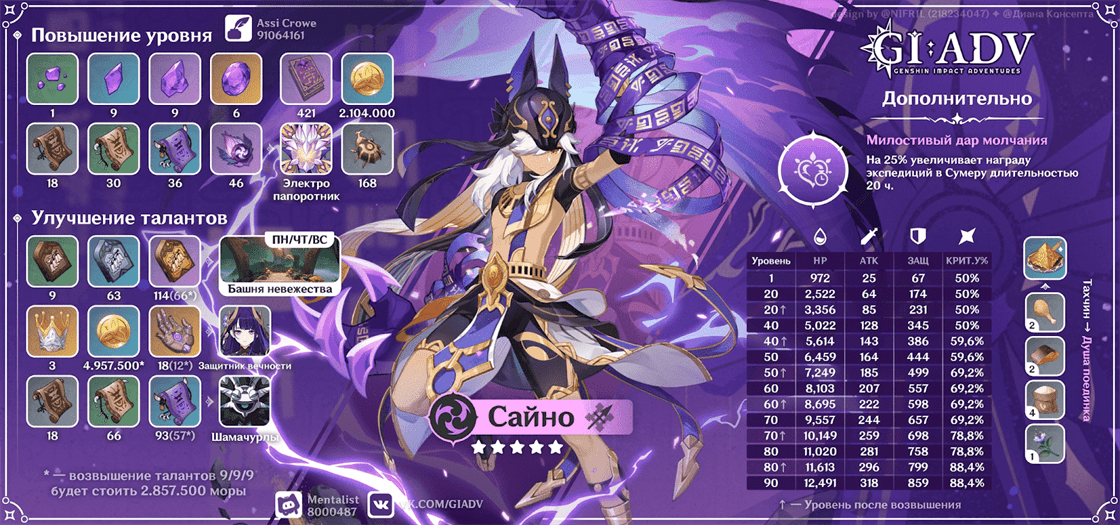 Повышение уровня
Assi Crowe
91064161
1 9 9 6 421 2.104.000
18 30 36 46 Электро папоротник 168
Улучшение талантов
ПН/ЧТ/ВС
Башня невежества
9 63 114(66*)
3 4.957.500* 18(12*) Защитник вечности
18 66 93(57*) Шамачурлы
* — возвышение талантов 9/9/9
будет стоить 2.857.500 моры
Mentalist
8000487
VK.COM/GIADV
Сайно
design by @NIFRIL (218234047) ✦ @Диана Консепта
GI:ADV
GENSHIN IMPACT ADVENTURES
Дополнительно
Милостивый дар молчания
На 25% увеличивает награду
экспедиций в Сумеру длительностью
20 ч.
Уровень HP АТК ЗАЩ КРИТ.У%
1 972 25 67 50%
20 2,522 64 174 50%
20↑ 3,356 85 231 50%
40 5,022 128 345 50%
40↑ 5,614 143 386 59,6%
50 6,459 164 444 59,6%
50↑ 7,249 185 499 69,2%
60 8,103 207 557 69,2%
60↑ 8,695 222 598 69,2%
70 9,557 244 657 69,2%
70↑ 10,149 259 698 78,8%
80 11,020 281 758 78,8%
80↑ 11,613 296 799 88,4%
90 12,491 318 859 88,4%
↑ — Уровень после возвышения
Тахчин → Душа поединка
2
2
4
1